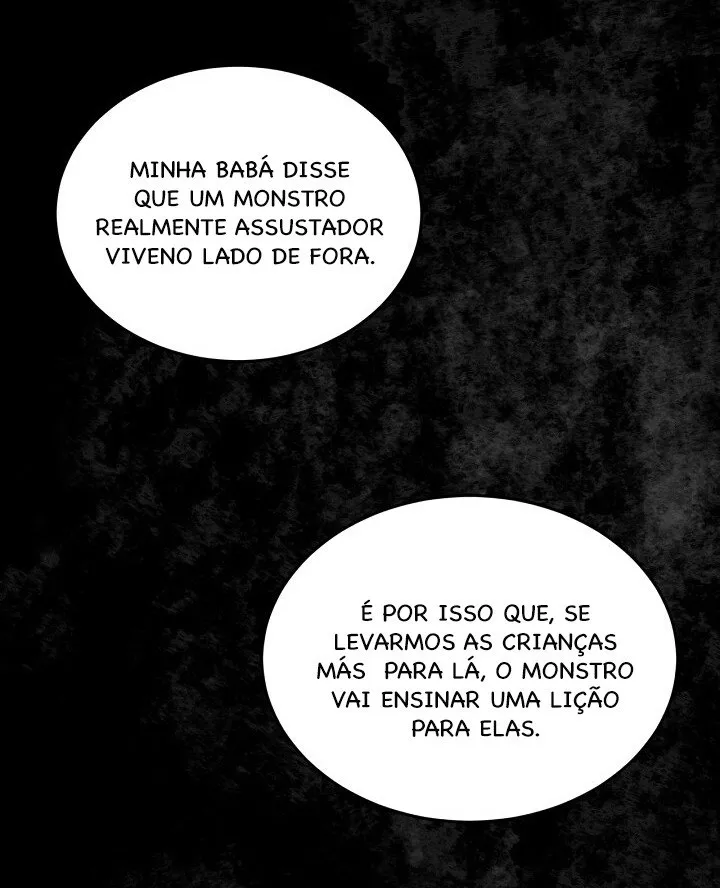 MINHA BABÁ DISSE
QUE UM MONSTRO
REALMENTE ASSUSTADOR
VIVENO LADO DE FORA.
É POR ISSO QUE, SE
LEVARMOS AS CRIANÇAS
MÁS PARA LÁ, O MONSTRO
VAI ENSINAR UMA LIÇÃO
PARA ELAS.